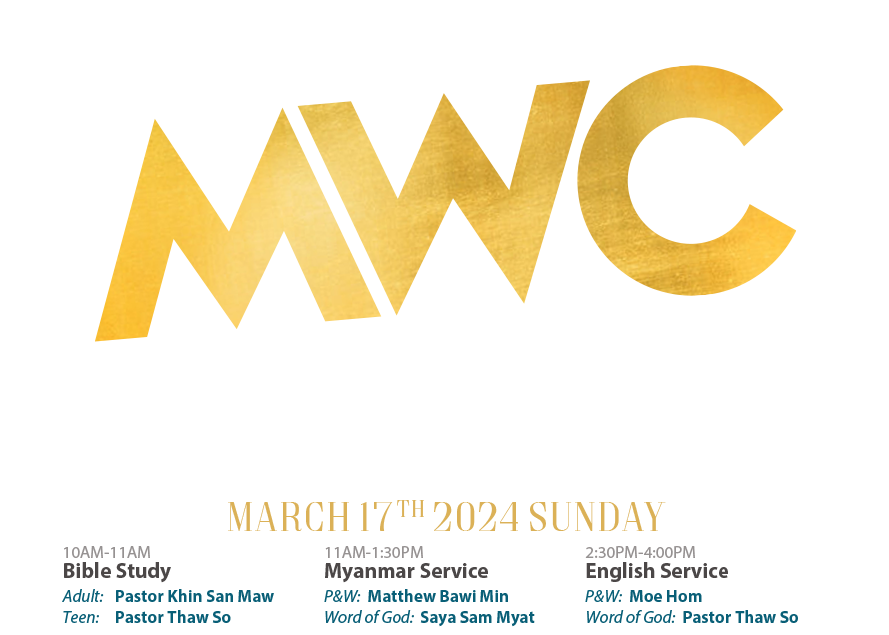 MWC
MARCH 17TH 2024 SUNDAY
10AM-11AM
Bible Study
Adult: Pastor Khin San Maw
Teen: Pastor Thaw So
11AM-1:30PM
Myanmar Service
P&W: Matthew Bawi Min
Word of God: Saya Sam Myat
2:30PM-4:00PM
English Service
P&W: Moe Hom
Word of God: Pastor Thaw So